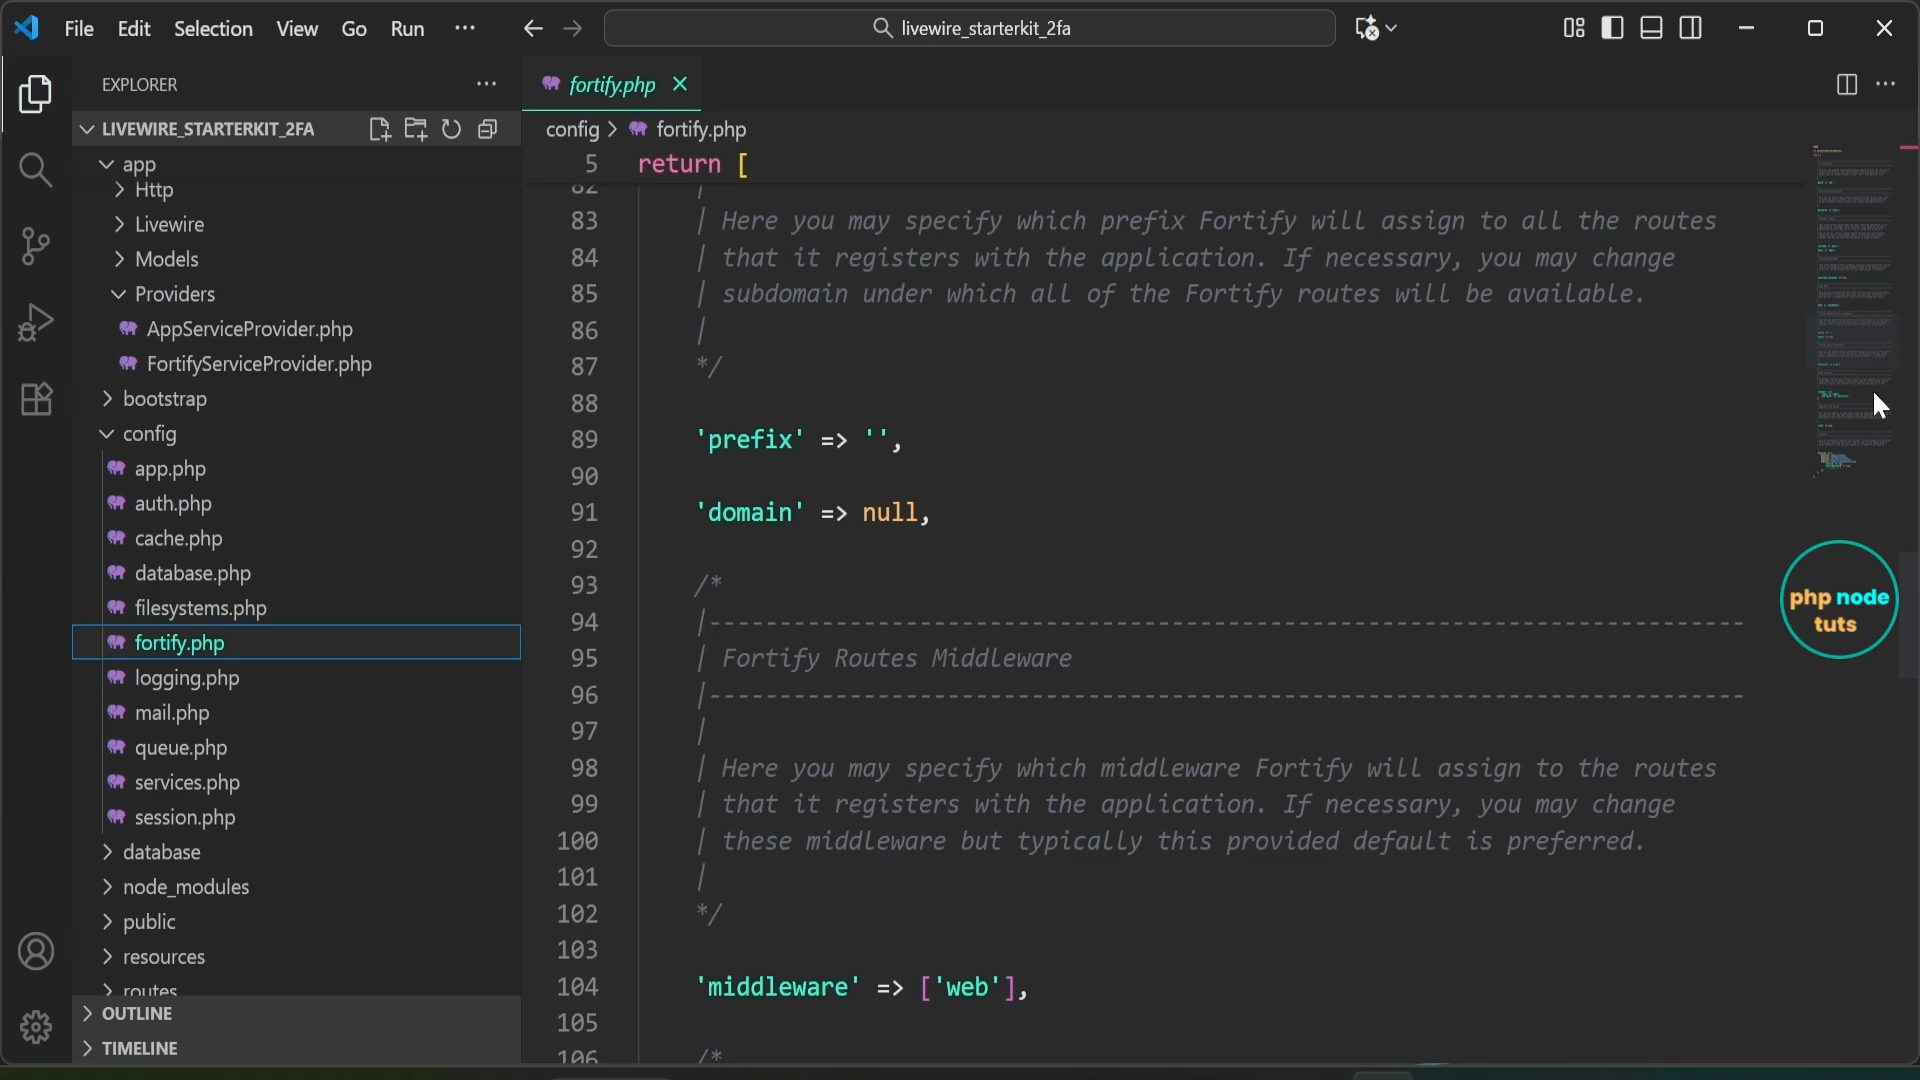 File Edit Selection View Go Run ···
livewire_starterkit_2fa
EXPLORER
LIVEWIRE_STARTERKIT_2FA
app
Http
Livewire
Models
Providers
AppServiceProvider.php
FortifyServiceProvider.php
bootstrap
config
app.php
auth.php
cache.php
database.php
filesystems.php
fortify.php
logging.php
mail.php
queue.php
services.php
session.php
database
node_modules
public
resources
routes
OUTLINE
TIMELINE
fortify.php
config > fortify.php
5 return [
82 |
83 | Here you may specify which prefix Fortify will assign to all the routes
84 | that it registers with the application. If necessary, you may change
85 | subdomain under which all of the Fortify routes will be available.
86 |
87 */
88
89 'prefix' => '',
90
91 'domain' => null,
92
93 /*
94 |--------------------------------------------------------------------------
95 | Fortify Routes Middleware
96 |--------------------------------------------------------------------------
97 |
98 | Here you may specify which middleware Fortify will assign to the routes
99 | that it registers with the application. If necessary, you may change
100 | these middleware but typically this provided default is preferred.
101 |
102 */
103
104 'middleware' => ['web'],
105
106 /*
php node
tuts